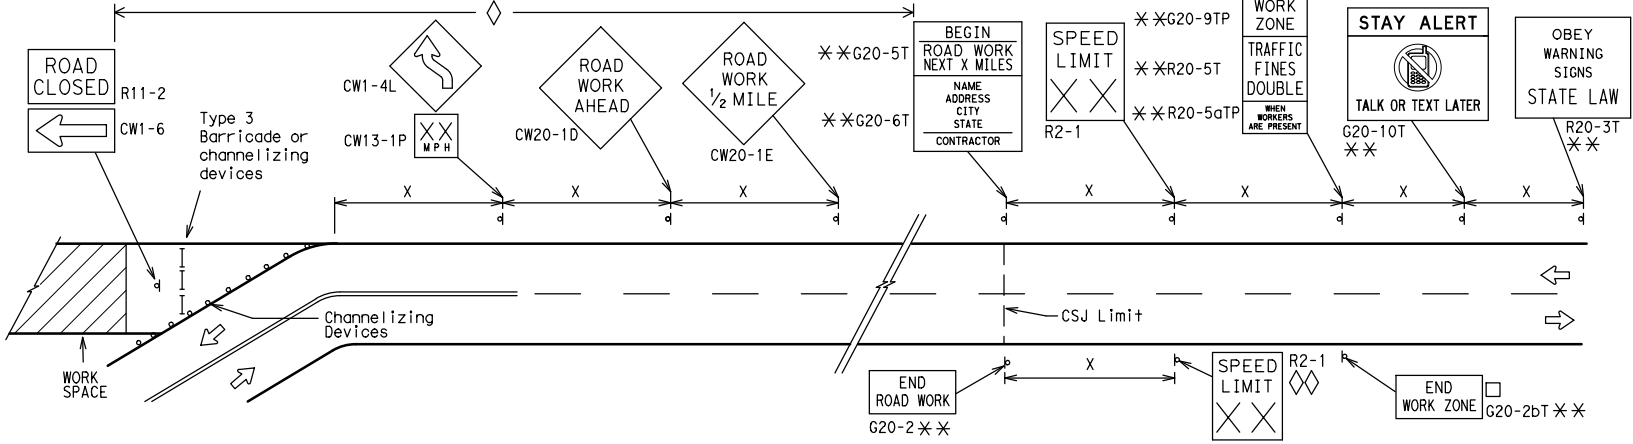 ROAD
CLOSED
R11-2
CW1-6
Type 3
Barricade or
channelizing
devices
CW1-4L
XX
MPH
CW13-1P
ROAD
WORK
AHEAD
CW20-1D
ROAD
WORK
1/2 MILE
CW20-1E
**G20-5T
**G20-6T
BEGIN
ROAD WORK
NEXT X MILES
NAME
ADDRESS
CITY
STATE
CONTRACTOR
SPEED
LIMIT
XX
R2-1
**G20-9TP
**R20-5T
**R20-5aTP
WORK
ZONE
TRAFFIC
FINES
DOUBLE
WHEN
WORKERS
ARE PRESENT
STAY ALERT
TALK OR TEXT LATER
G20-10T
**
OBEY
WARNING
SIGNS
STATE LAW
R20-3T
**
X
X
X
X
X
X
Channelizing
Devices
CSJ Limit
WORK
SPACE
END
ROAD WORK
G20-2**
X
SPEED
LIMIT
XX
R2-1
END
WORK ZONE
G20-2bT**